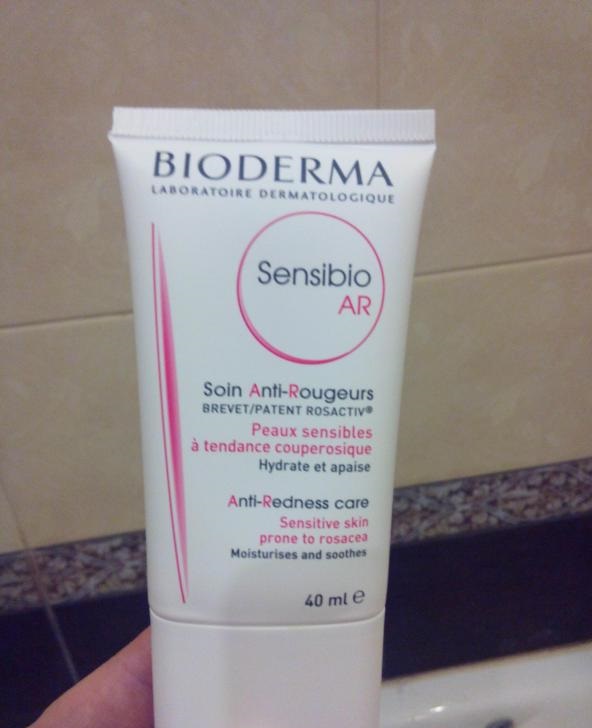 BIODERMA
LABORATOIRE DERMATOLOGIQUE
Sensibio
AR
Soin Anti-Rougeurs
BREVET/PATENT ROSACTIV®
Peaux sensibles
à tendance couperosique
Hydrate et apaise
Anti-Redness care
Sensitive skin
prone to rosacea
Moisturises and soothes
40 ml e